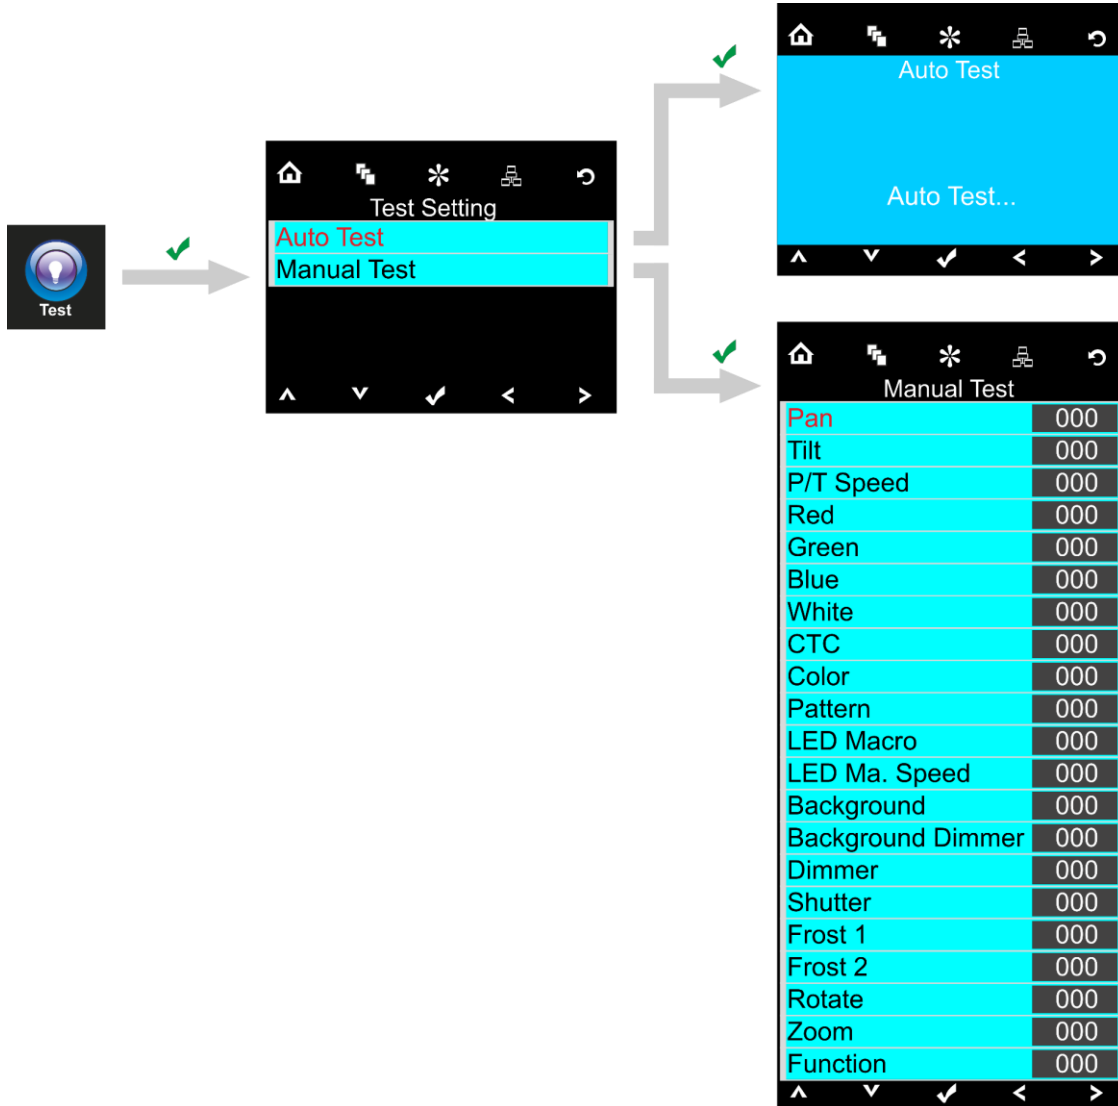 Test
Test Setting
Auto Test
Manual Test
Auto Test
Auto Test...
Manual Test
Pan 000
Tilt 000
P/T Speed 000
Red 000
Green 000
Blue 000
White 000
CTC 000
Color 000
Pattern 000
LED Macro 000
LED Ma. Speed 000
Background 000
Background Dimmer 000
Dimmer 000
Shutter 000
Frost 1 000
Frost 2 000
Rotate 000
Zoom 000
Function 000